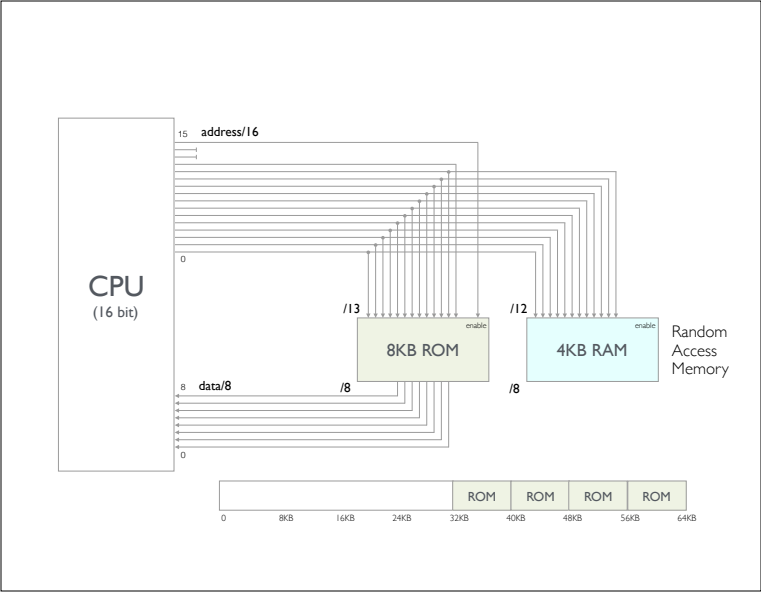 15 address/16
0
CPU
(16 bit)
/13
/12
enable
enable
8KB ROM
4KB RAM
Random
Access
Memory
8 data/8
/8
/8
0
ROM ROM ROM ROM
0 8KB 16KB 24KB 32KB 40KB 48KB 56KB 64KB